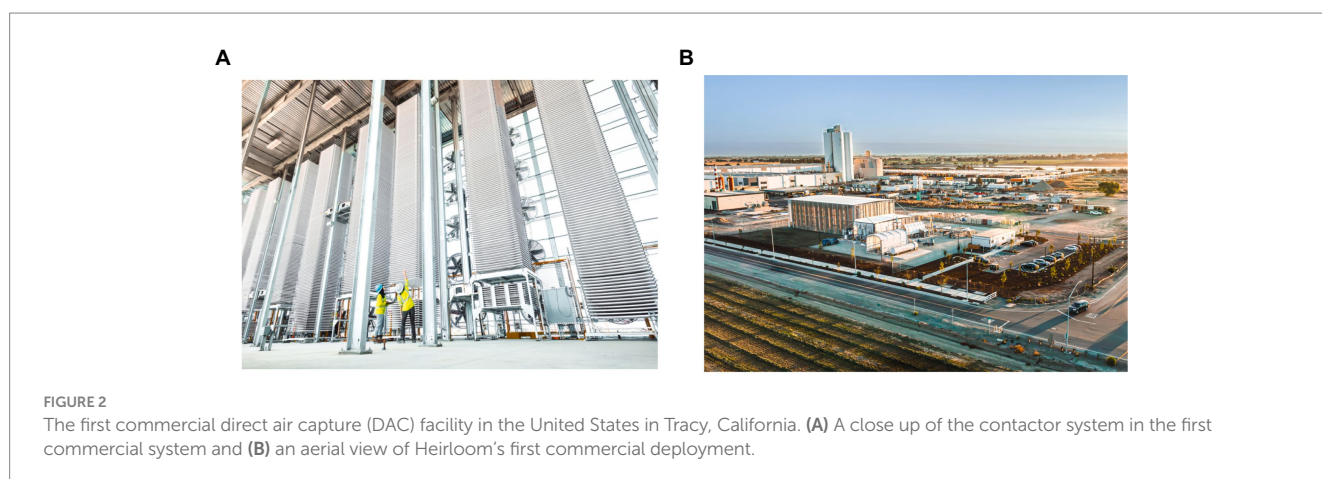 A
B
FIGURE 2
The first commercial direct air capture (DAC) facility in the United States in Tracy, California. (A) A close up of the contactor system in the first
commercial system and (B) an aerial view of Heirloom’s first commercial deployment.